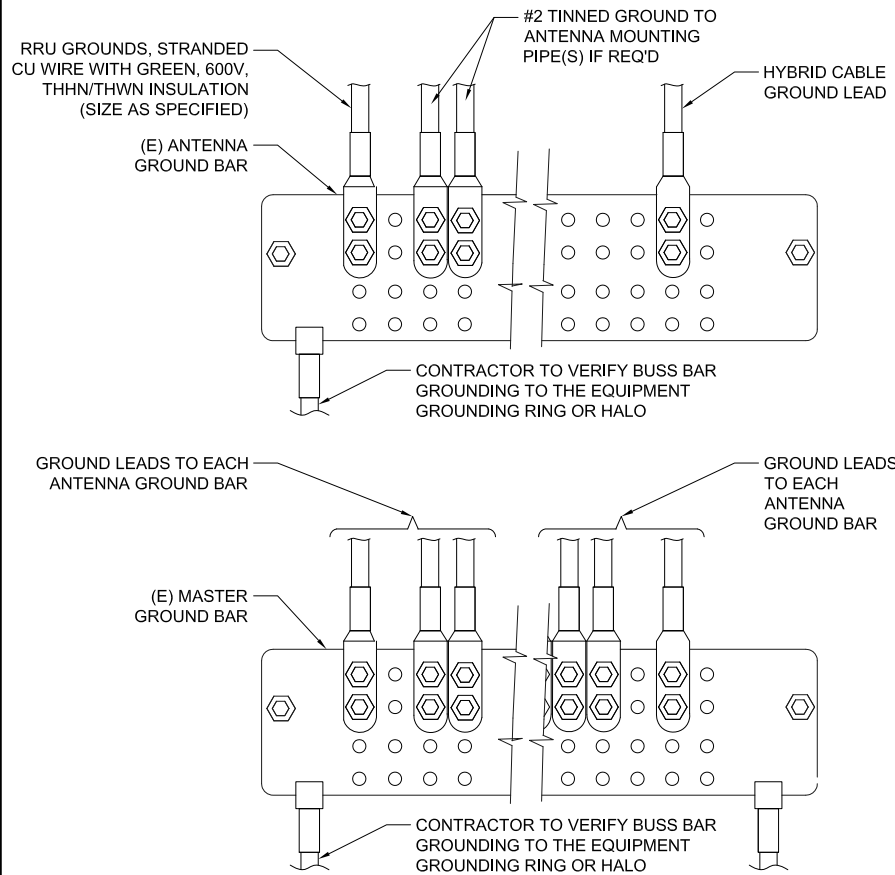 #2 TINNED GROUND TO
ANTENNA MOUNTING
PIPE(S) IF REQ'D
RRU GROUNDS, STRANDED
CU WIRE WITH GREEN, 600V,
THHN/THWN INSULATION
(SIZE AS SPECIFIED)
HYBRID CABLE
GROUND LEAD
(E) ANTENNA
GROUND BAR
CONTRACTOR TO VERIFY BUSS BAR
GROUNDING TO THE EQUIPMENT
GROUNDING RING OR HALO
GROUND LEADS TO EACH
ANTENNA GROUND BAR
GROUND LEADS
TO EACH
ANTENNA
GROUND BAR
(E) MASTER
GROUND BAR
CONTRACTOR TO VERIFY BUSS BAR
GROUNDING TO THE EQUIPMENT
GROUNDING RING OR HALO